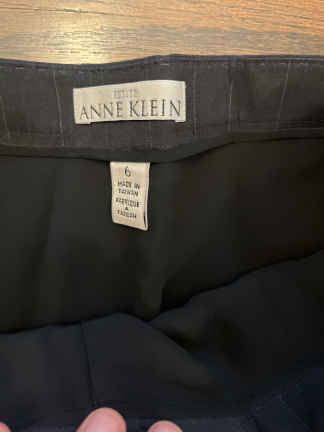 PETITE
ANNE KLEIN
6
MADE IN
TAIWAN
FABRIQUE
A
TAIWAN